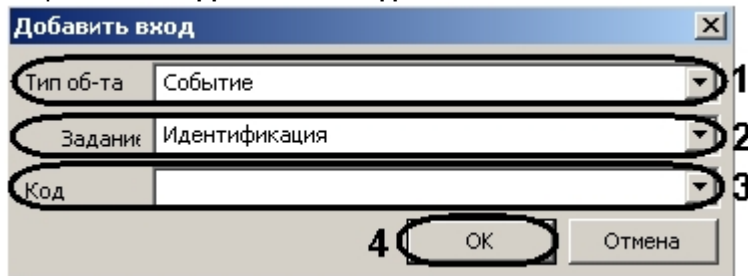 Добавить вход
Тип об-та Событие 1
Задание Идентификация 2
Код 3
4 OK Отмена